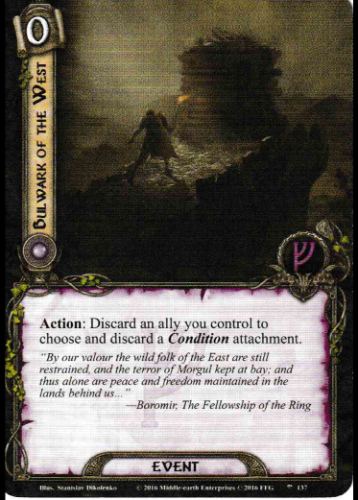 0
BULWARK OF THE WEST
Action: Discard an ally you control to
choose and discard a Condition attachment.
"By our valour the wild folk of the East are still
restrained, and the terror of Morgul kept at bay; and
thus alone are peace and freedom maintained in the
lands behind us..."
—Boromir, The Fellowship of the Ring
EVENT
Illus. Stanislav Dikolenko © 2016 Middle-earth Enterprises © 2016 FFG 137